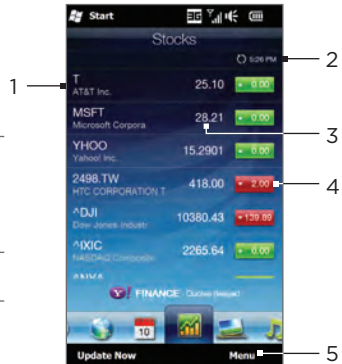 Start
Stocks
5:26 PM
2
1
T 25.10 0.00
AT&T Inc.
MSFT 28.21 0.00
Microsoft Corpora
3
YHOO 15.2901 0.00
Yahoo! Inc.
2498.TW 418.00 2.00
HTC CORPORATION T
4
^DJI 10380.43
Dow Jones Industr
^IXIC 2265.64 0.00
NASDAQ Composite
Y! FINANCE Quotes delayed
10
Update Now Menu
5